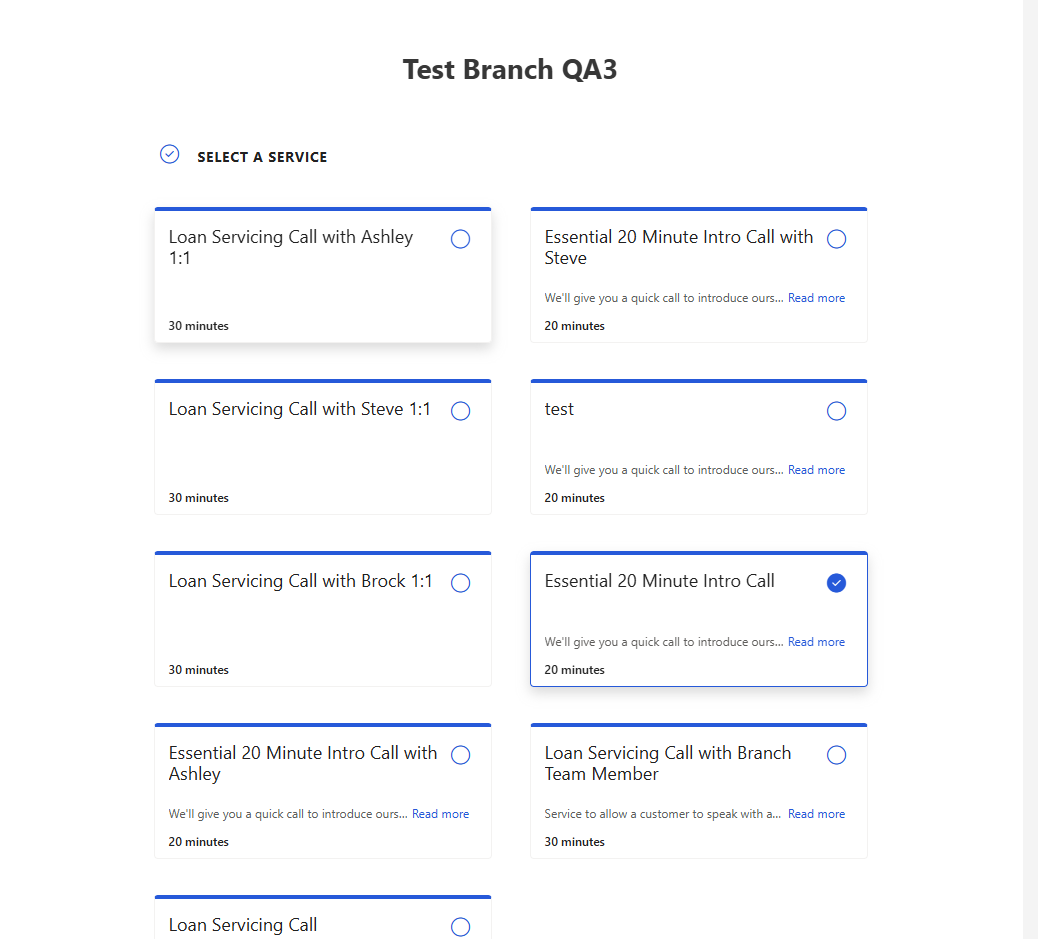 Test Branch QA3
SELECT A SERVICE
Loan Servicing Call with Ashley
1:1
30 minutes
Essential 20 Minute Intro Call with
Steve
We'll give you a quick call to introduce ours... Read more
20 minutes
Loan Servicing Call with Steve 1:1
30 minutes
test
We'll give you a quick call to introduce ours... Read more
20 minutes
Loan Servicing Call with Brock 1:1
30 minutes
Essential 20 Minute Intro Call
We'll give you a quick call to introduce ours... Read more
20 minutes
Essential 20 Minute Intro Call with
Ashley
We'll give you a quick call to introduce ours... Read more
20 minutes
Loan Servicing Call with Branch
Team Member
Service to allow a customer to speak with a... Read more
30 minutes
Loan Servicing Call